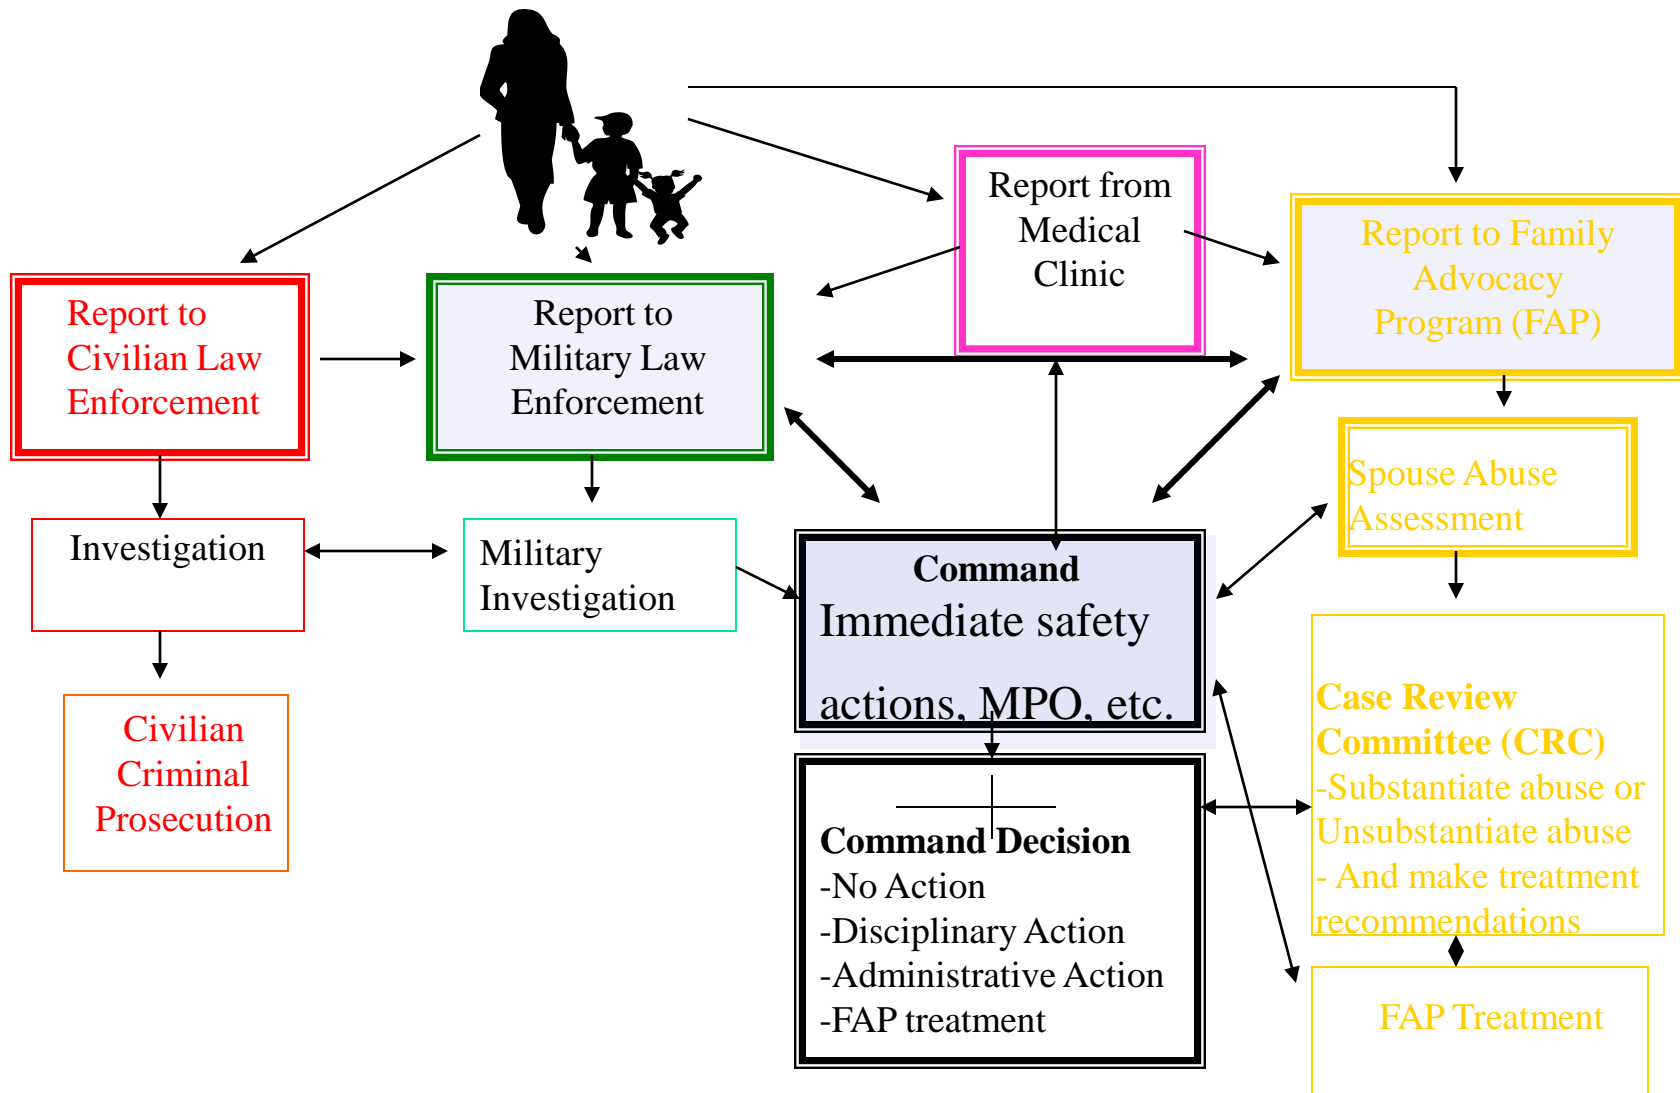 Report from
Medical
Clinic
Report to Family
Advocacy
Program (FAP)
Report to
Civilian Law
Enforcement
Report to
Military Law
Enforcement
Spouse Abuse
Assessment
Investigation
Military
Investigation
Command
Immediate safety
actions, MPO, etc.
Civilian
Criminal
Prosecution
Case Review
Committee (CRC)
-Substantiate abuse or
Unsubstantiate abuse
- And make treatment
recommendations
Command Decision
-No Action
-Disciplinary Action
-Administrative Action
-FAP treatment
FAP Treatment